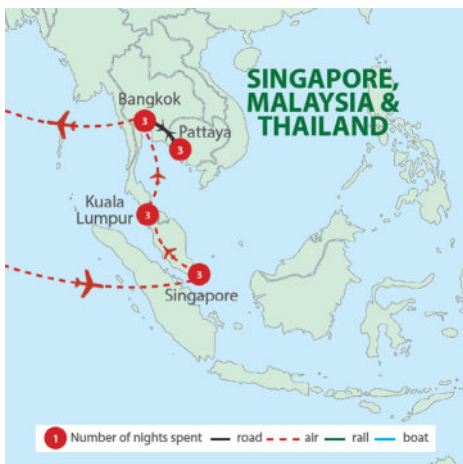 SINGAPORE,
MALAYSIA &
THAILAND
Bangkok
3
Pattaya
3
Kuala
Lumpur
3
3
Singapore
1 Number of nights spent road air rail boat